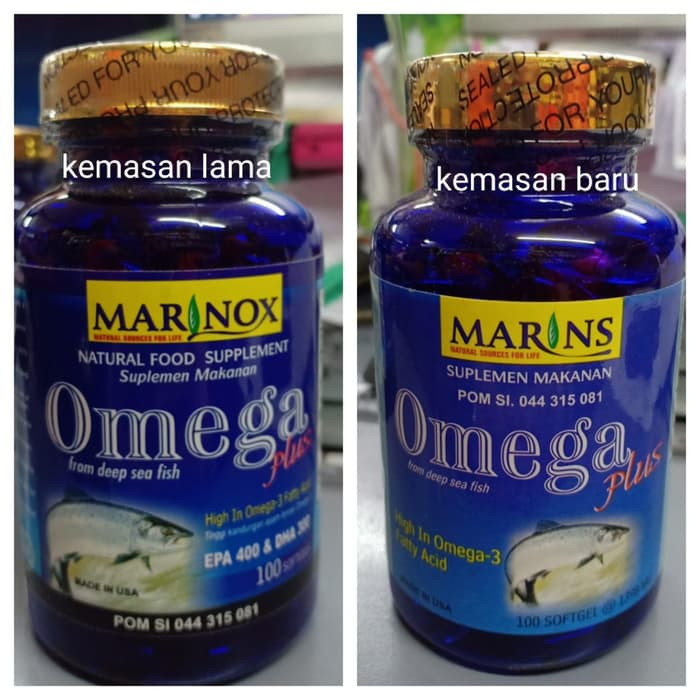 SEALED FOR YOUR
kemasan lama
MARINOX
NATURAL SOURCES FOR LIFE
NATURAL FOOD SUPPLEMENT
Suplemen Makanan
Omega
plus
from deep sea fish
High In Omega-3 Fatty Acid
EPA 400 & DHA 300
100
MADE IN USA
POM SI 044 315 081
SEALED
FOR YOUR
kemasan baru
MARINS
NATURAL SOURCES FOR LIFE
SUPLEMEN MAKANAN
POM SI. 044 315 081
Omega
plus
from deep sea fish
High In Omega-3
Fatty Acid
MADE IN USA
100 SOFTGEL @